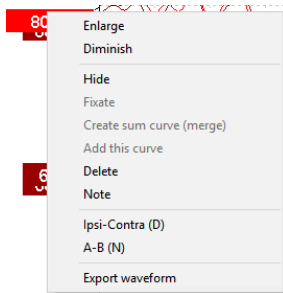 80
Enlarge
Diminish
Hide
Fixate
Create sum curve (merge)
Add this curve
Delete
Note
Ipsi-Contra (D)
A-B (N)
Export waveform